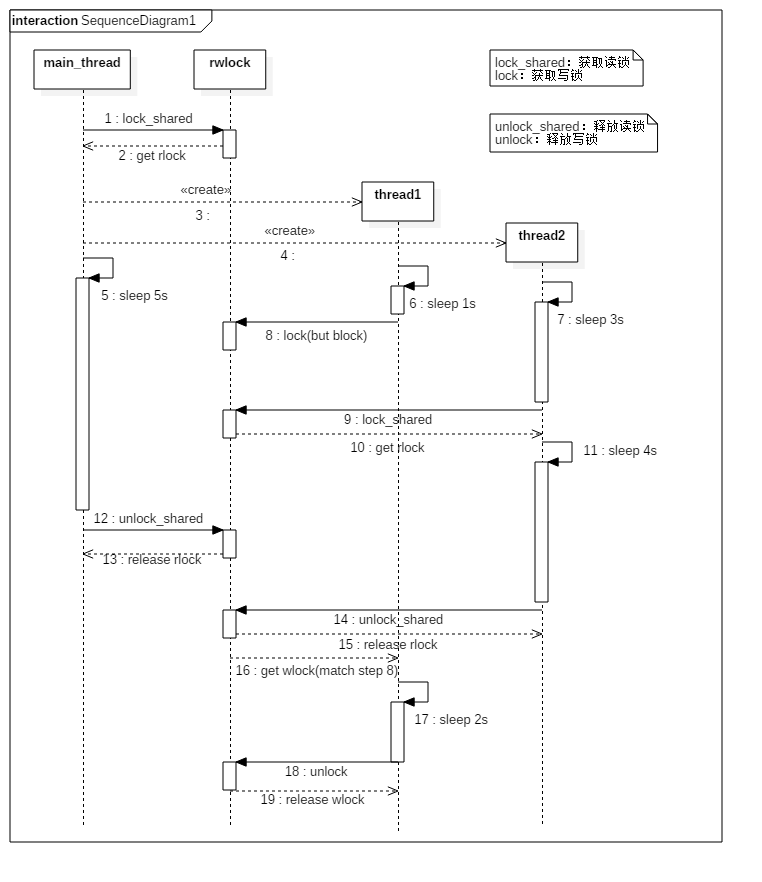 interaction SequenceDiagram1
main_thread
rwlock
lock_shared：获取读锁
lock：获取写锁
1 : lock_shared
unlock_shared：释放读锁
unlock：释放写锁
2 : get rlock
«create»
3 :
thread1
«create»
4 :
thread2
5 : sleep 5s
6 : sleep 1s
7 : sleep 3s
8 : lock(but block)
9 : lock_shared
10 : get rlock
11 : sleep 4s
12 : unlock_shared
13 : release rlock
14 : unlock_shared
15 : release rlock
16 : get wlock(match step 8)
17 : sleep 2s
18 : unlock
19 : release wlock